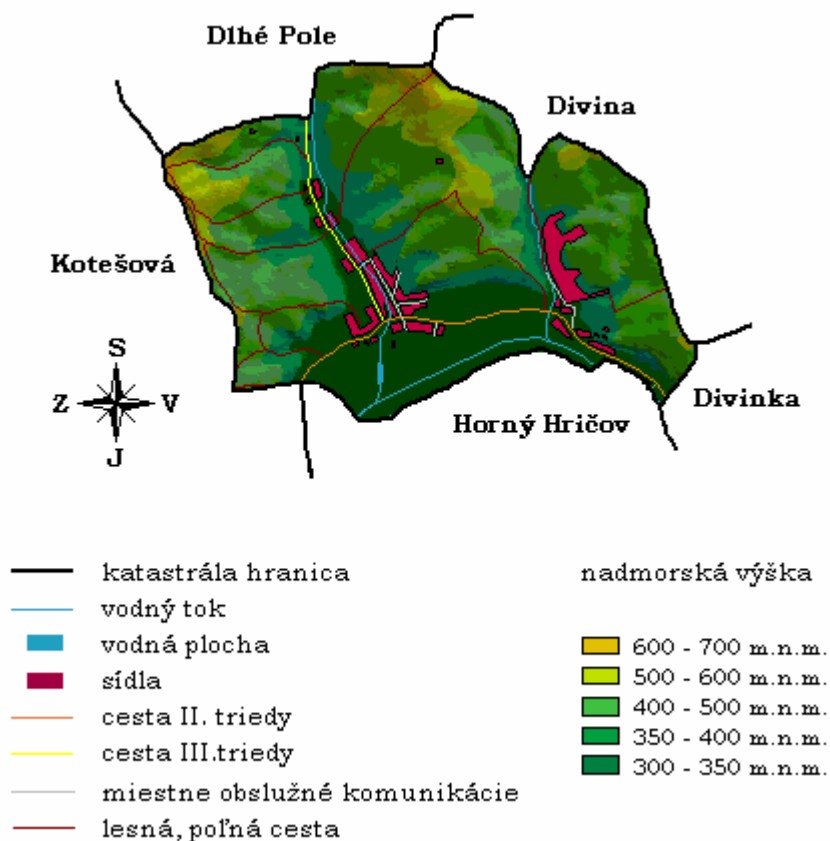 Dlhé Pole
Divina
Kotešová
S
Z V
J
Divinka
Horný Hričov
katastrála hranica
vodný tok
vodná plocha
sídla
cesta II. triedy
cesta III.triedy
miestne obslužné komunikácie
lesná, poľná cesta
nadmorská výška
600 - 700 m.n.m.
500 - 600 m.n.m.
400 - 500 m.n.m.
350 - 400 m.n.m.
300 - 350 m.n.m.